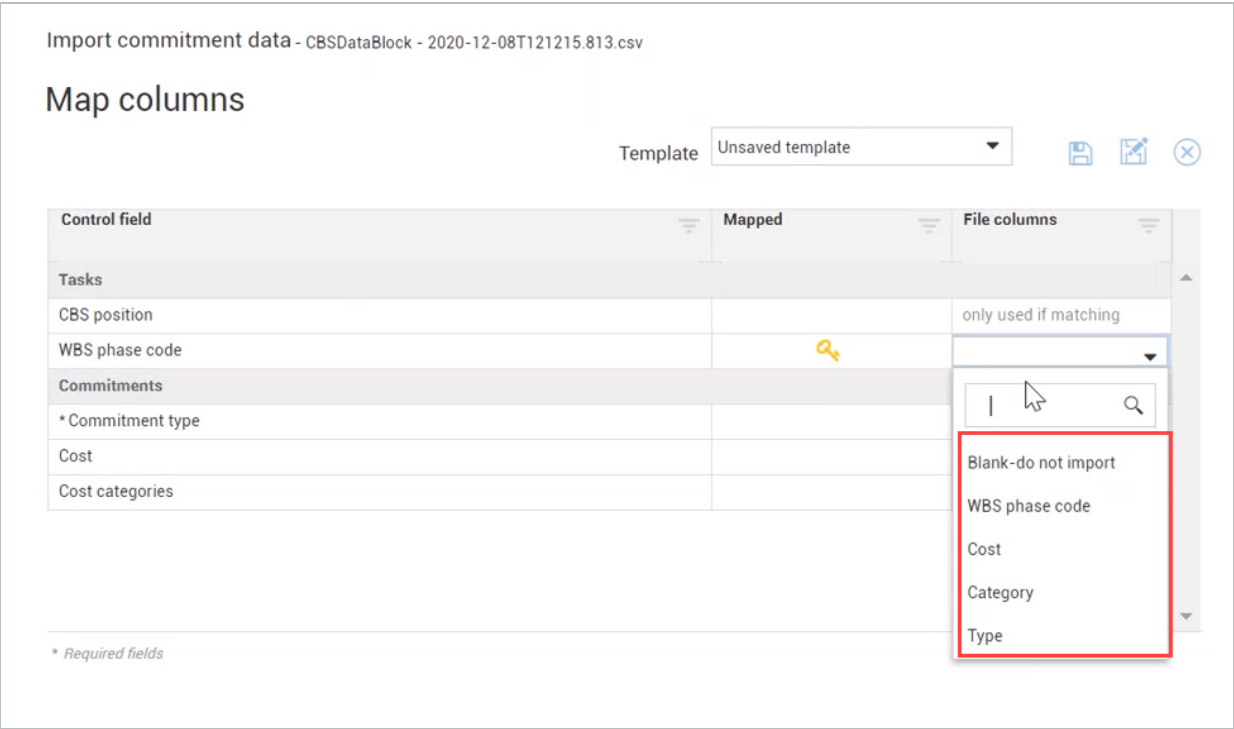 Import commitment data - CBSDataBlock - 2020-12-08T121215.813.csv
Map columns
Template Unsaved template
Control field Mapped File columns
Tasks
CBS position only used if matching
WBS phase code
Commitments
* Commitment type
Cost
Cost categories
Blank-do not import
WBS phase code
Cost
Category
Type
* Required fields